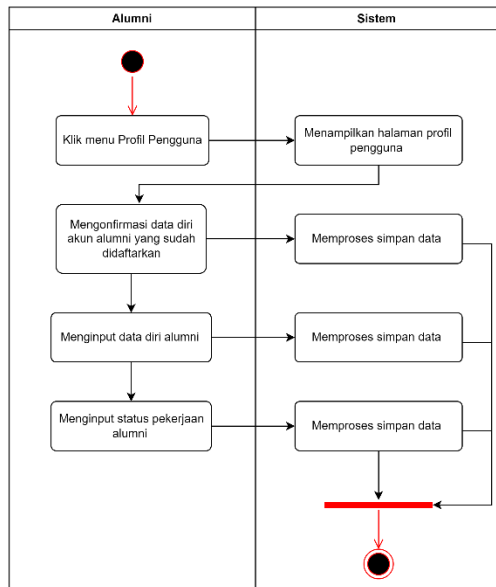 Alumni
Sistem
Klik menu Profil Pengguna
Menampilkan halaman profil
pengguna
Mengonfirmasi data diri
akun alumni yang sudah
didaftarkan
Memproses simpan data
Menginput data diri alumni
Memproses simpan data
Menginput status pekerjaan
alumni
Memproses simpan data